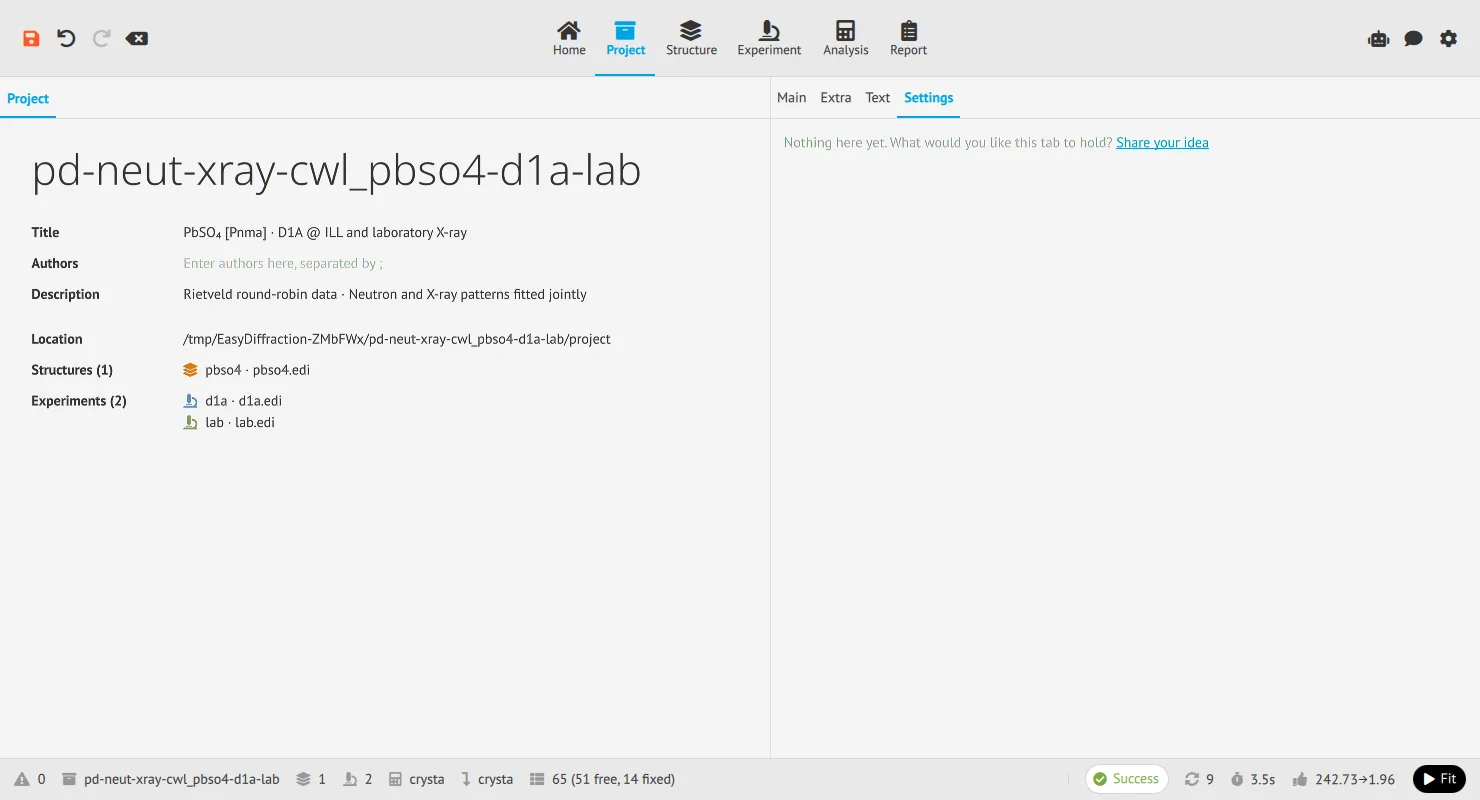 Home
Project
Structure
Experiment
Analysis
Report
Project
Main Extra Text Settings
Nothing here yet. What would you like this tab to hold? Share your idea
pd-neut-xray-cwl_pbso4-d1a-lab
Title PbSO₄ [Pnma] · D1A @ ILL and laboratory X-ray
Authors Enter authors here, separated by ;
Description Rietveld round-robin data · Neutron and X-ray patterns fitted jointly
Location /tmp/EasyDiffraction-ZMbFWx/pd-neut-xray-cwl_pbso4-d1a-lab/project
Structures (1) pbso4 · pbso4.edi
Experiments (2) d1a · d1a.edi
lab · lab.edi
0 pd-neut-xray-cwl_pbso4-d1a-lab 1 2 crysta crysta 65 (51 free, 14 fixed) Success 9 3.5s 242.73→1.96 Fit